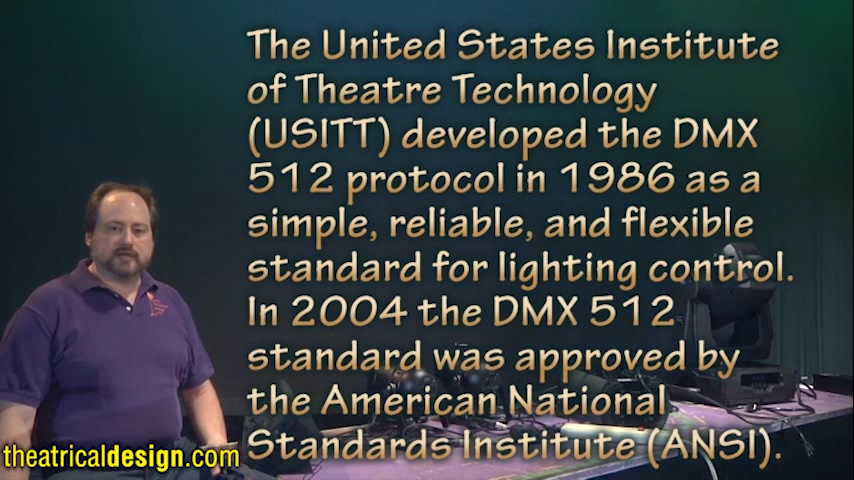 The United States Institute
of Theatre Technology
(USITT) developed the DMX
512 protocol in 1986 as a
simple, reliable, and flexible
standard for lighting control.
In 2004 the DMX 512
standard was approved by
the American National
Standards Institute (ANSI).
theatricaldesign.com